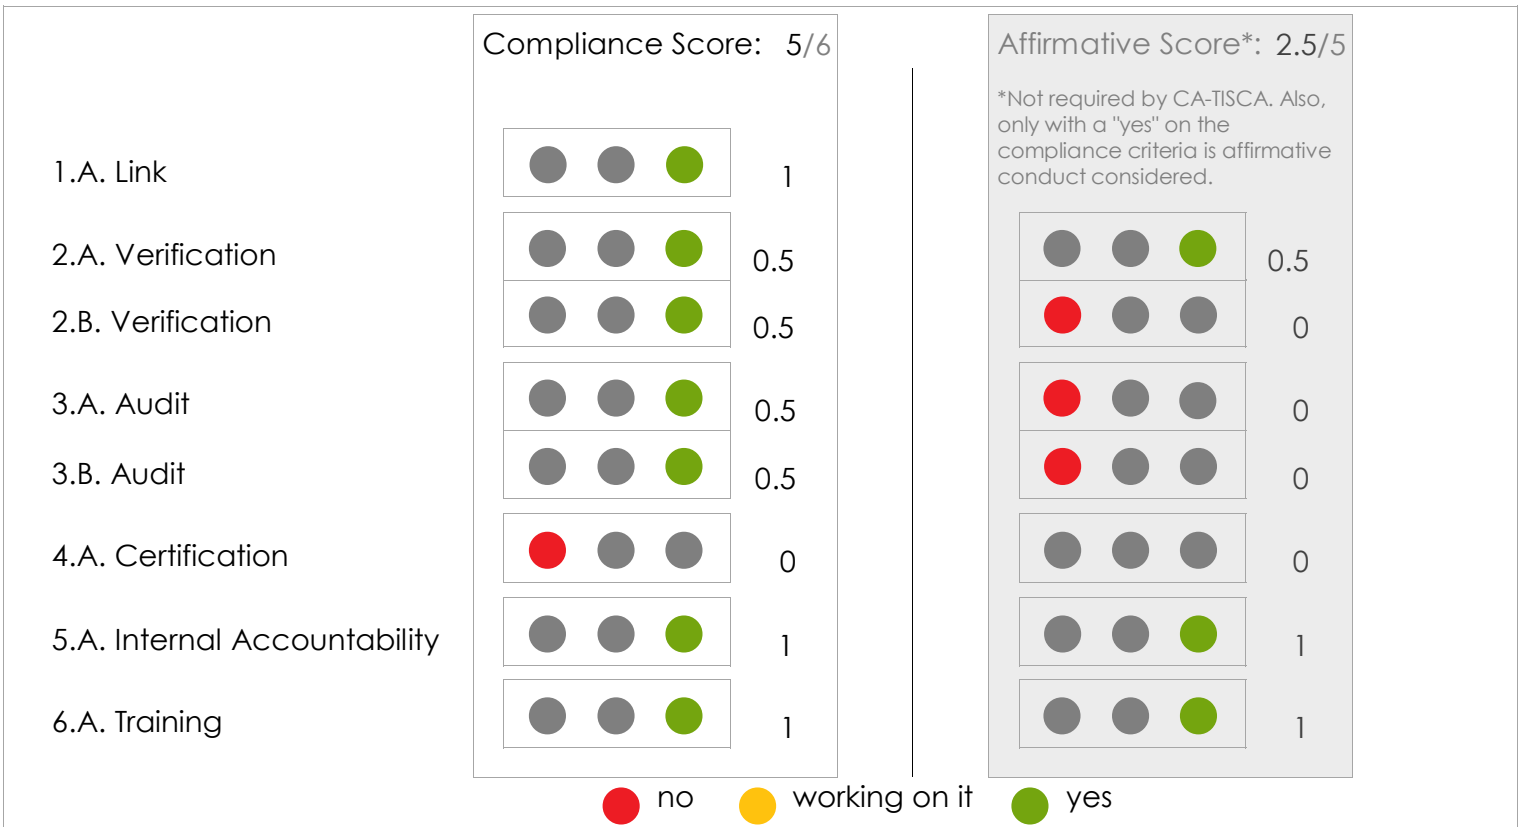 Compliance Score: 5/6
Affirmative Score*: 2.5/5
*Not required by CA-TISCA. Also,
only with a "yes" on the
compliance criteria is affirmative
conduct considered.
1.A. Link 1
2.A. Verification 0.5 0.5
2.B. Verification 0.5 0
3.A. Audit 0.5 0
3.B. Audit 0.5 0
4.A. Certification 0 0
5.A. Internal Accountability 1 1
6.A. Training 1 1
no working on it yes